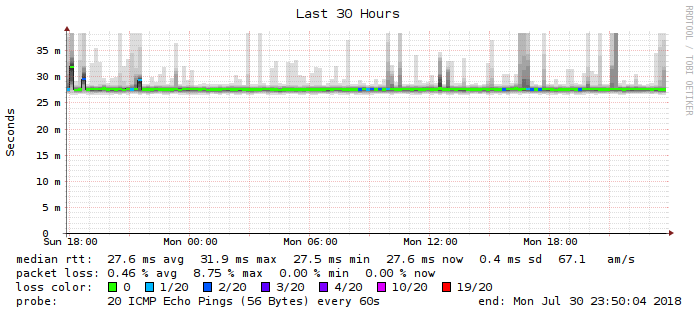 Last 30 Hours
RRDTOOL / TOBI OETIKER
Seconds
35 m
30 m
25 m
20 m
15 m
10 m
5 m
0
Sun 18:00 Mon 00:00 Mon 06:00 Mon 12:00 Mon 18:00
median rtt: 27.6 ms avg 31.9 ms max 27.5 ms min 27.6 ms now 0.4 ms sd 67.1 am/s
packet loss: 0.46 % avg 8.75 % max 0.00 % min 0.00 % now
loss color: 0 1/20 2/20 3/20 4/20 10/20 19/20
probe: 20 ICMP Echo Pings (56 Bytes) every 60s end: Mon Jul 30 23:50:04 2018